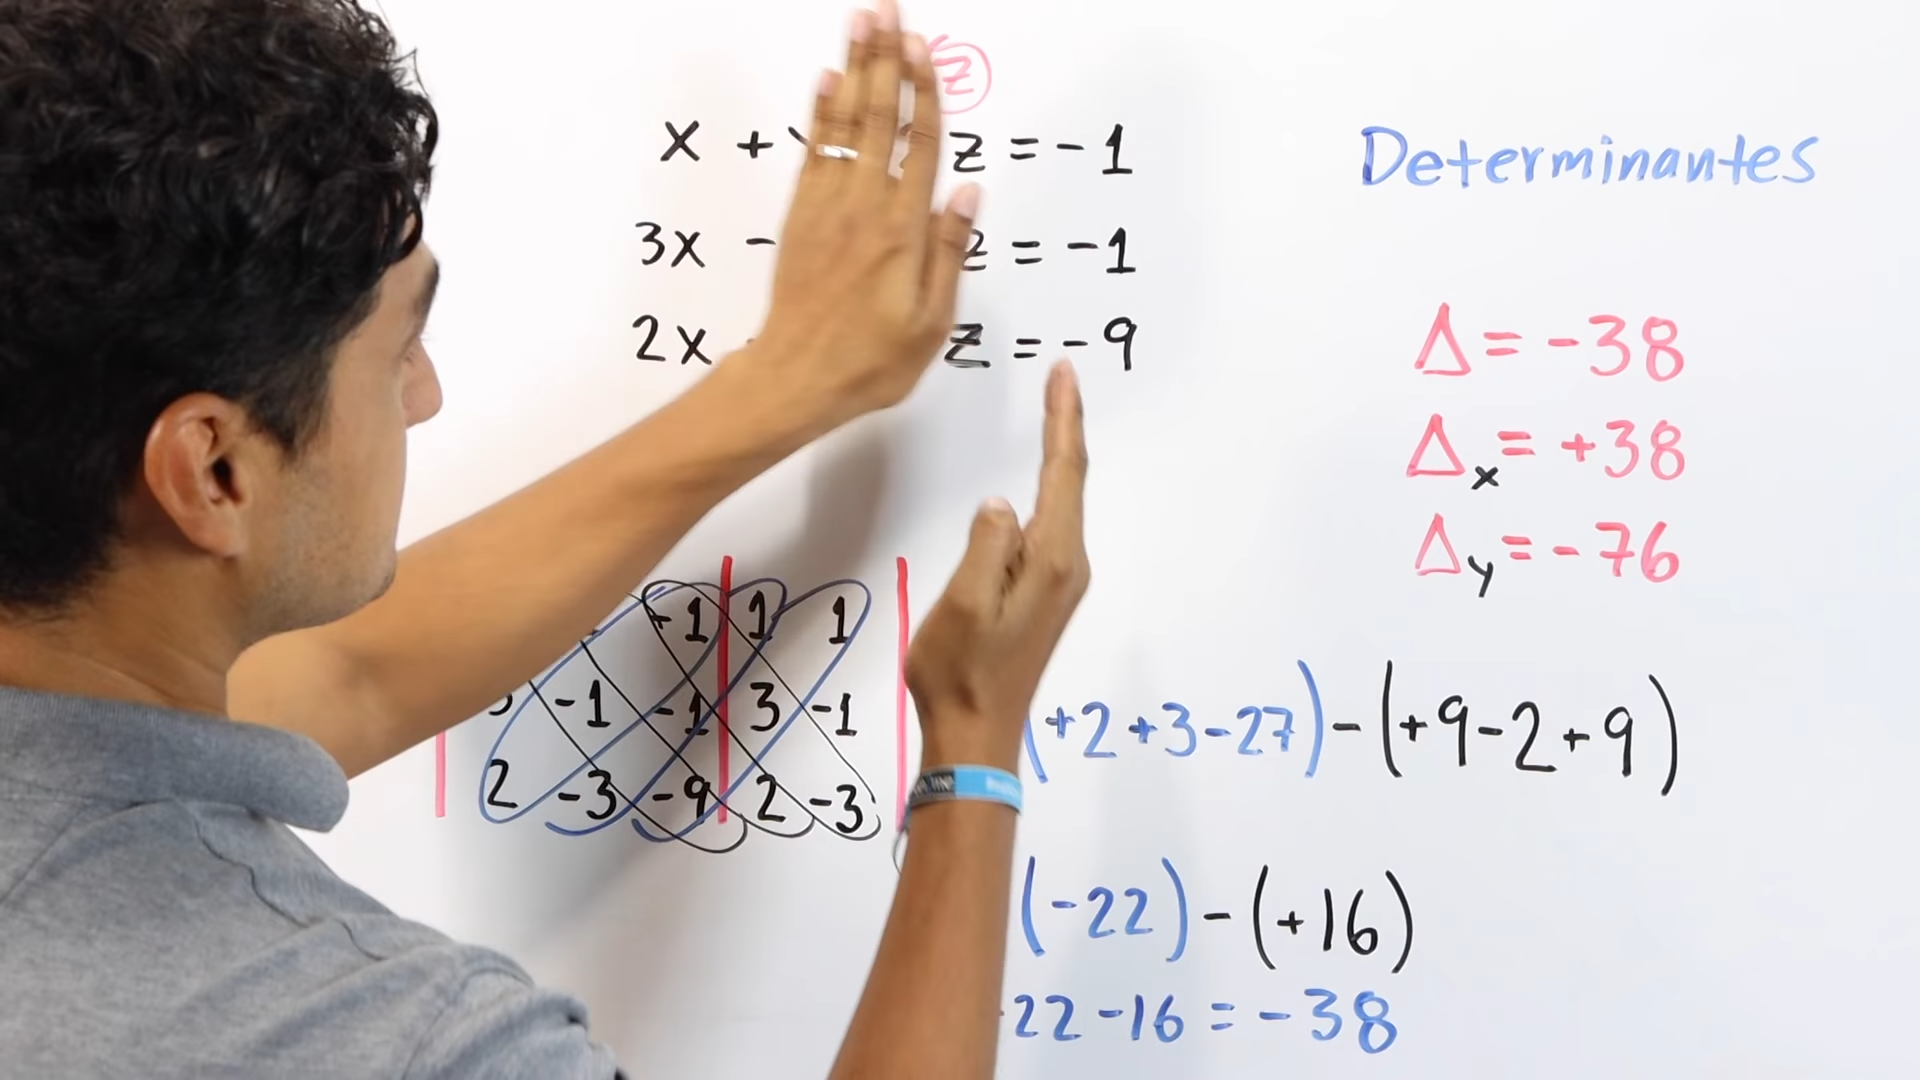 z
x + z = -1
3x - z = -1
2x z = -9
Determinantes
Δ = -38
Δx = +38
Δy = -76
-1 1 1
-1 -1 3 -1
2 -3 -9 2 -3
(+2 +3 -27) - (+9 -2 +9)
(-22) - (+16)
22 - 16 = -38